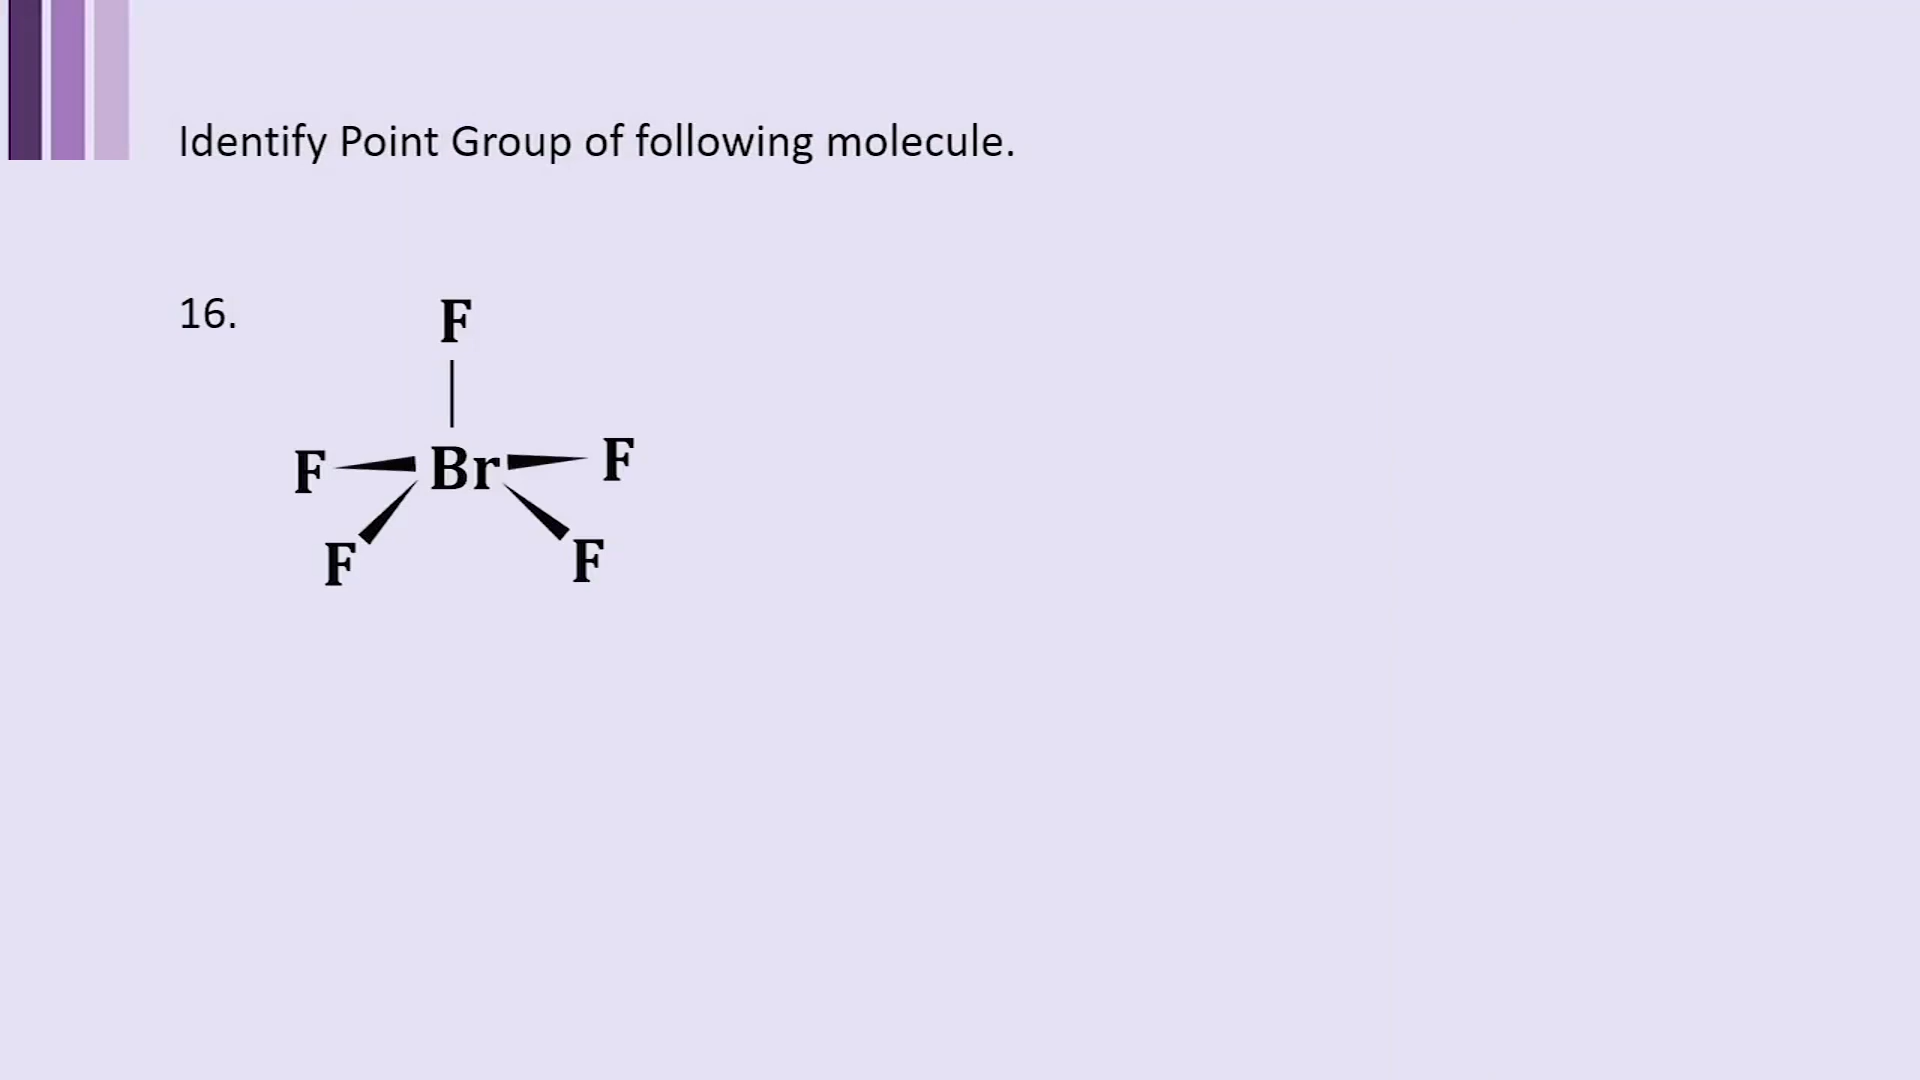 Identify Point Group of following molecule.
16.
F
F Br F
F F